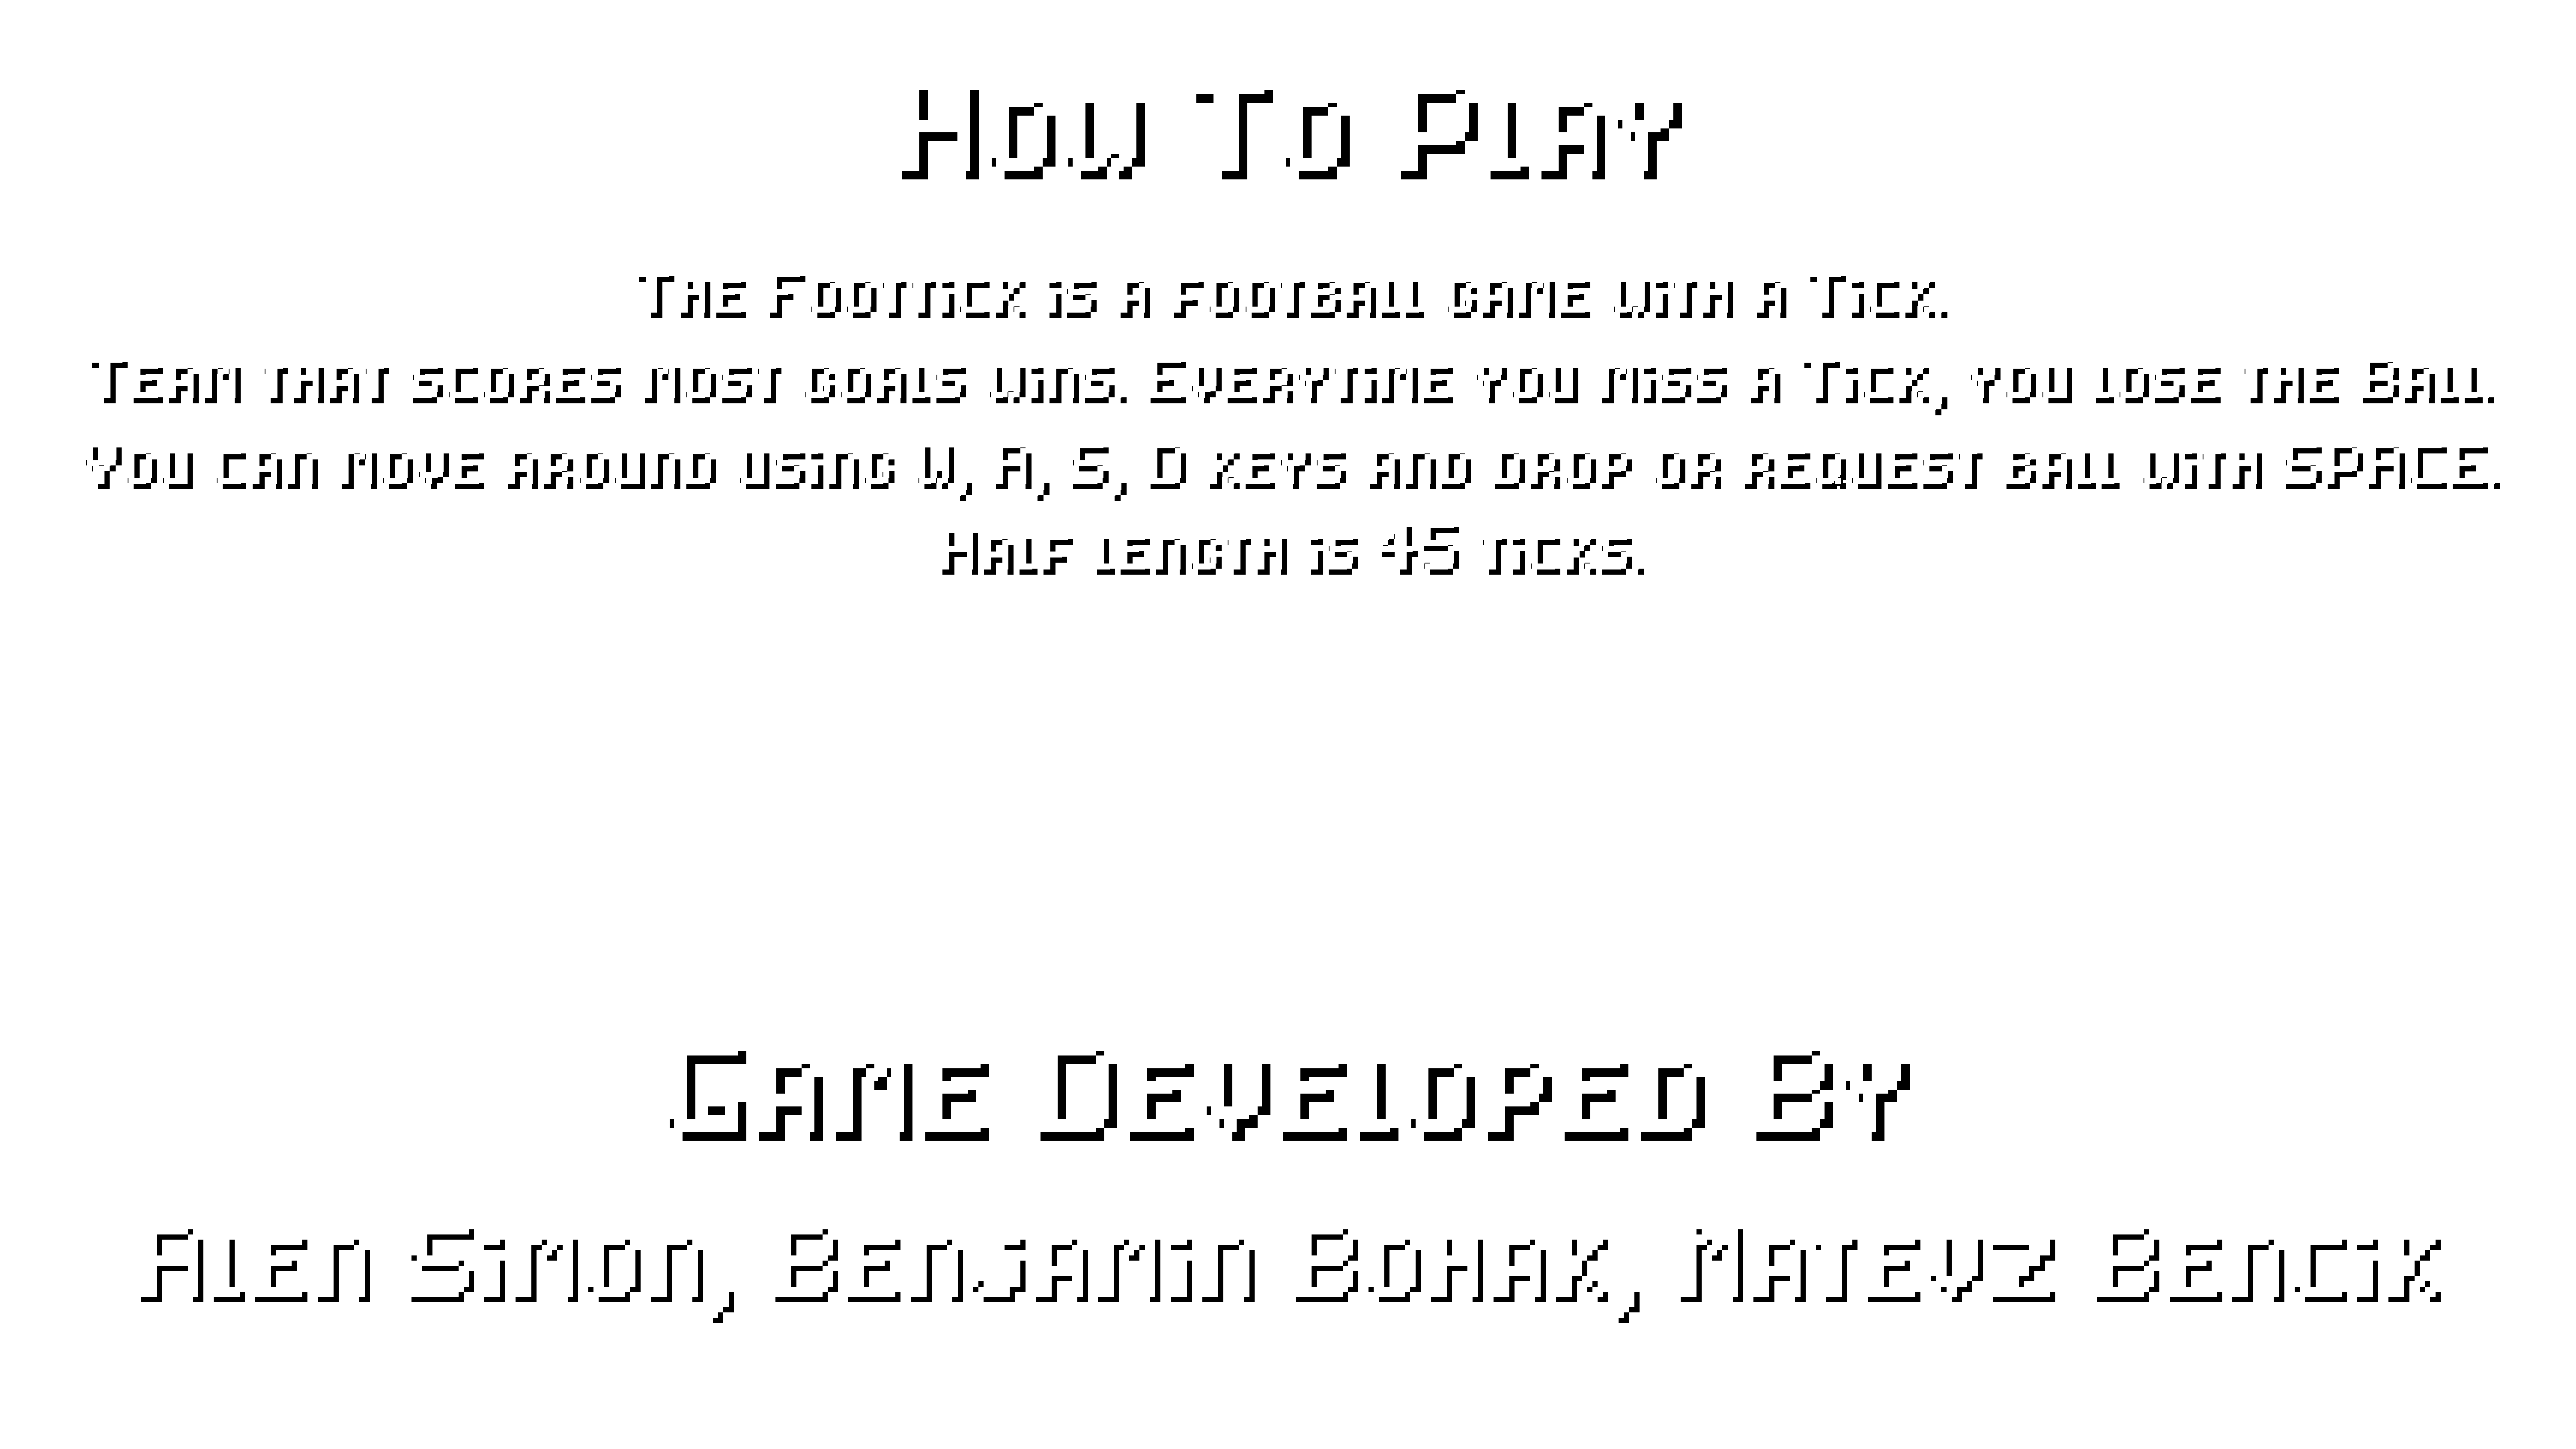 How To Play
The Foottick is a football game with a Tick.
Team that scores most goals wins. Everytime you miss a Tick, you lose the Ball.
You can move around using W, A, S, D keys and drop or request ball with SPACE.
Half length is 45 ticks.
Game Developed By
Alen Simon, Benjamin Bohak, Matevz Bencik